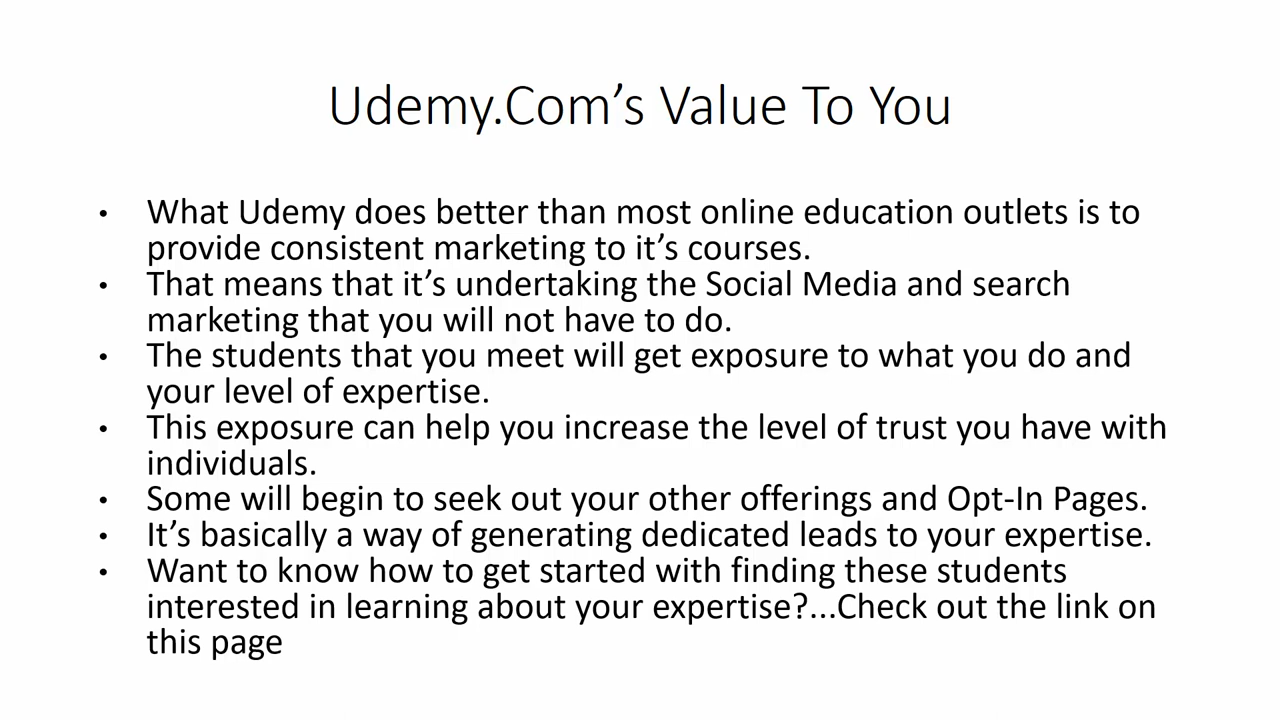 Udemy.Com’s Value To You
• What Udemy does better than most online education outlets is to
provide consistent marketing to it’s courses.
• That means that it’s undertaking the Social Media and search
marketing that you will not have to do.
• The students that you meet will get exposure to what you do and
your level of expertise.
• This exposure can help you increase the level of trust you have with
individuals.
• Some will begin to seek out your other offerings and Opt-In Pages.
• It’s basically a way of generating dedicated leads to your expertise.
• Want to know how to get started with finding these students
interested in learning about your expertise?...Check out the link on
this page